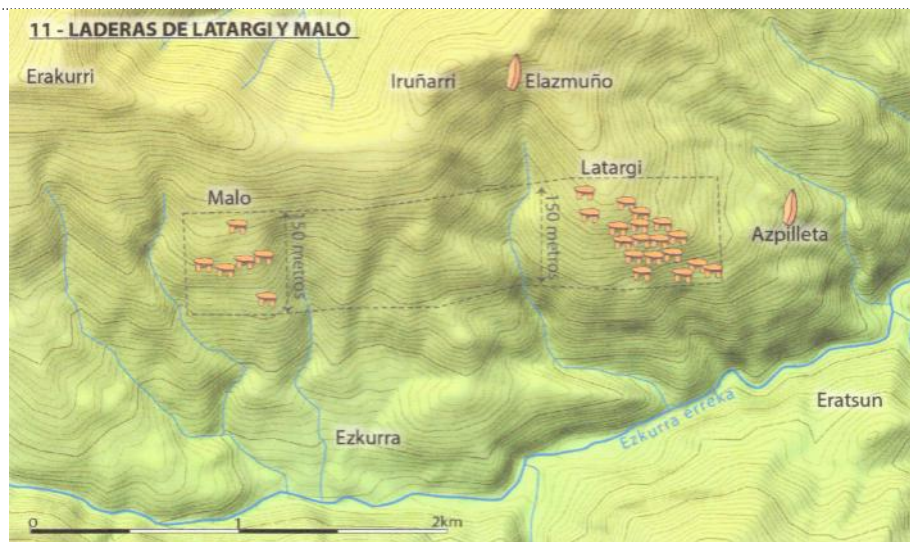 11 - LADERAS DE LATARGI Y MALO
Erakurri
Iruñarri
Elazmuño
Latargi
Malo
150 metros
150 metros
Azpilleta
Ezkurra erreka
Eratsun
Ezkurra
0 1 2km